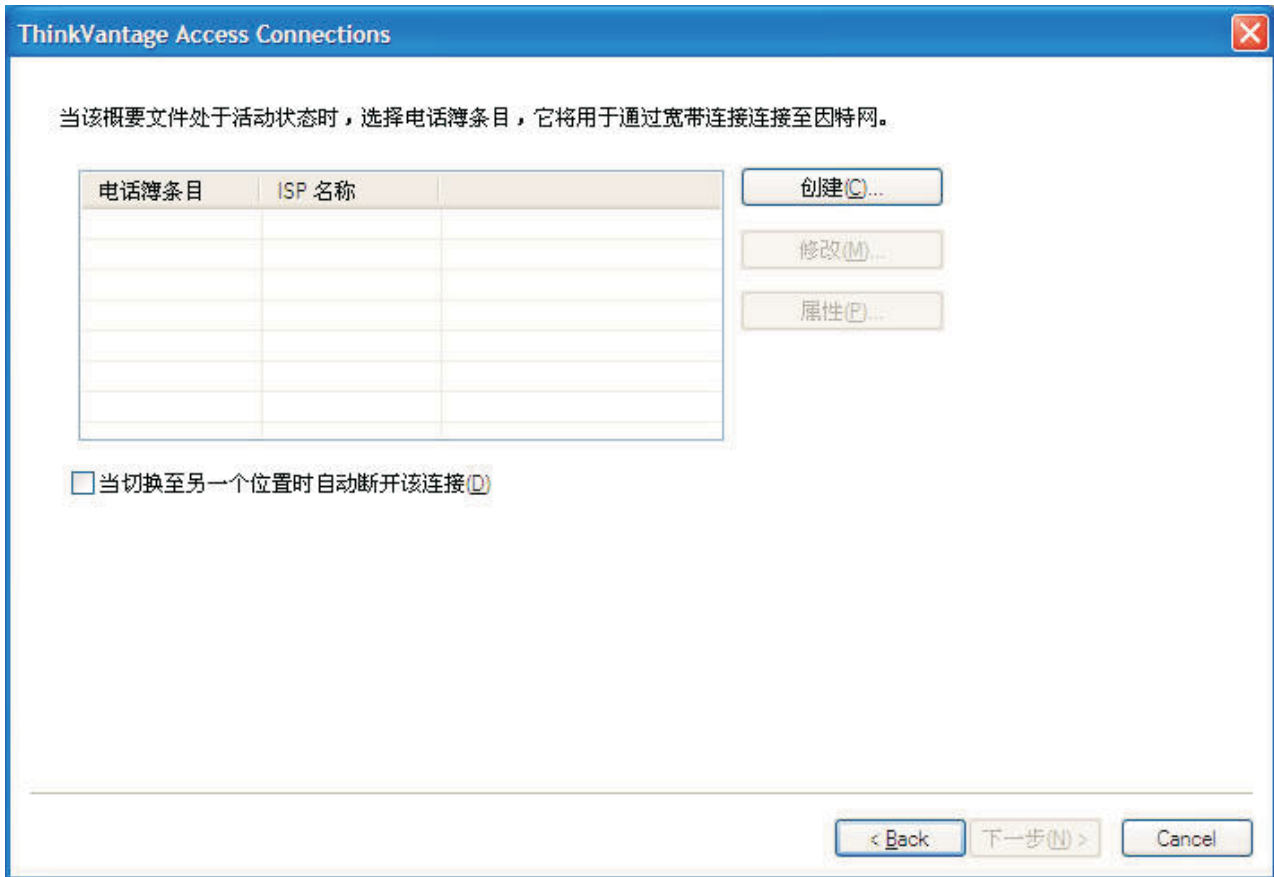 ThinkVantage Access Connections
当该概要文件处于活动状态时，选择电话簿条目，它将用于通过宽带连接连接至因特网。
电话簿条目 ISP 名称
创建(C)...
修改(M)...
属性(P)...
当切换至另一个位置时自动断开该连接(D)
< Back 下一步(N) > Cancel